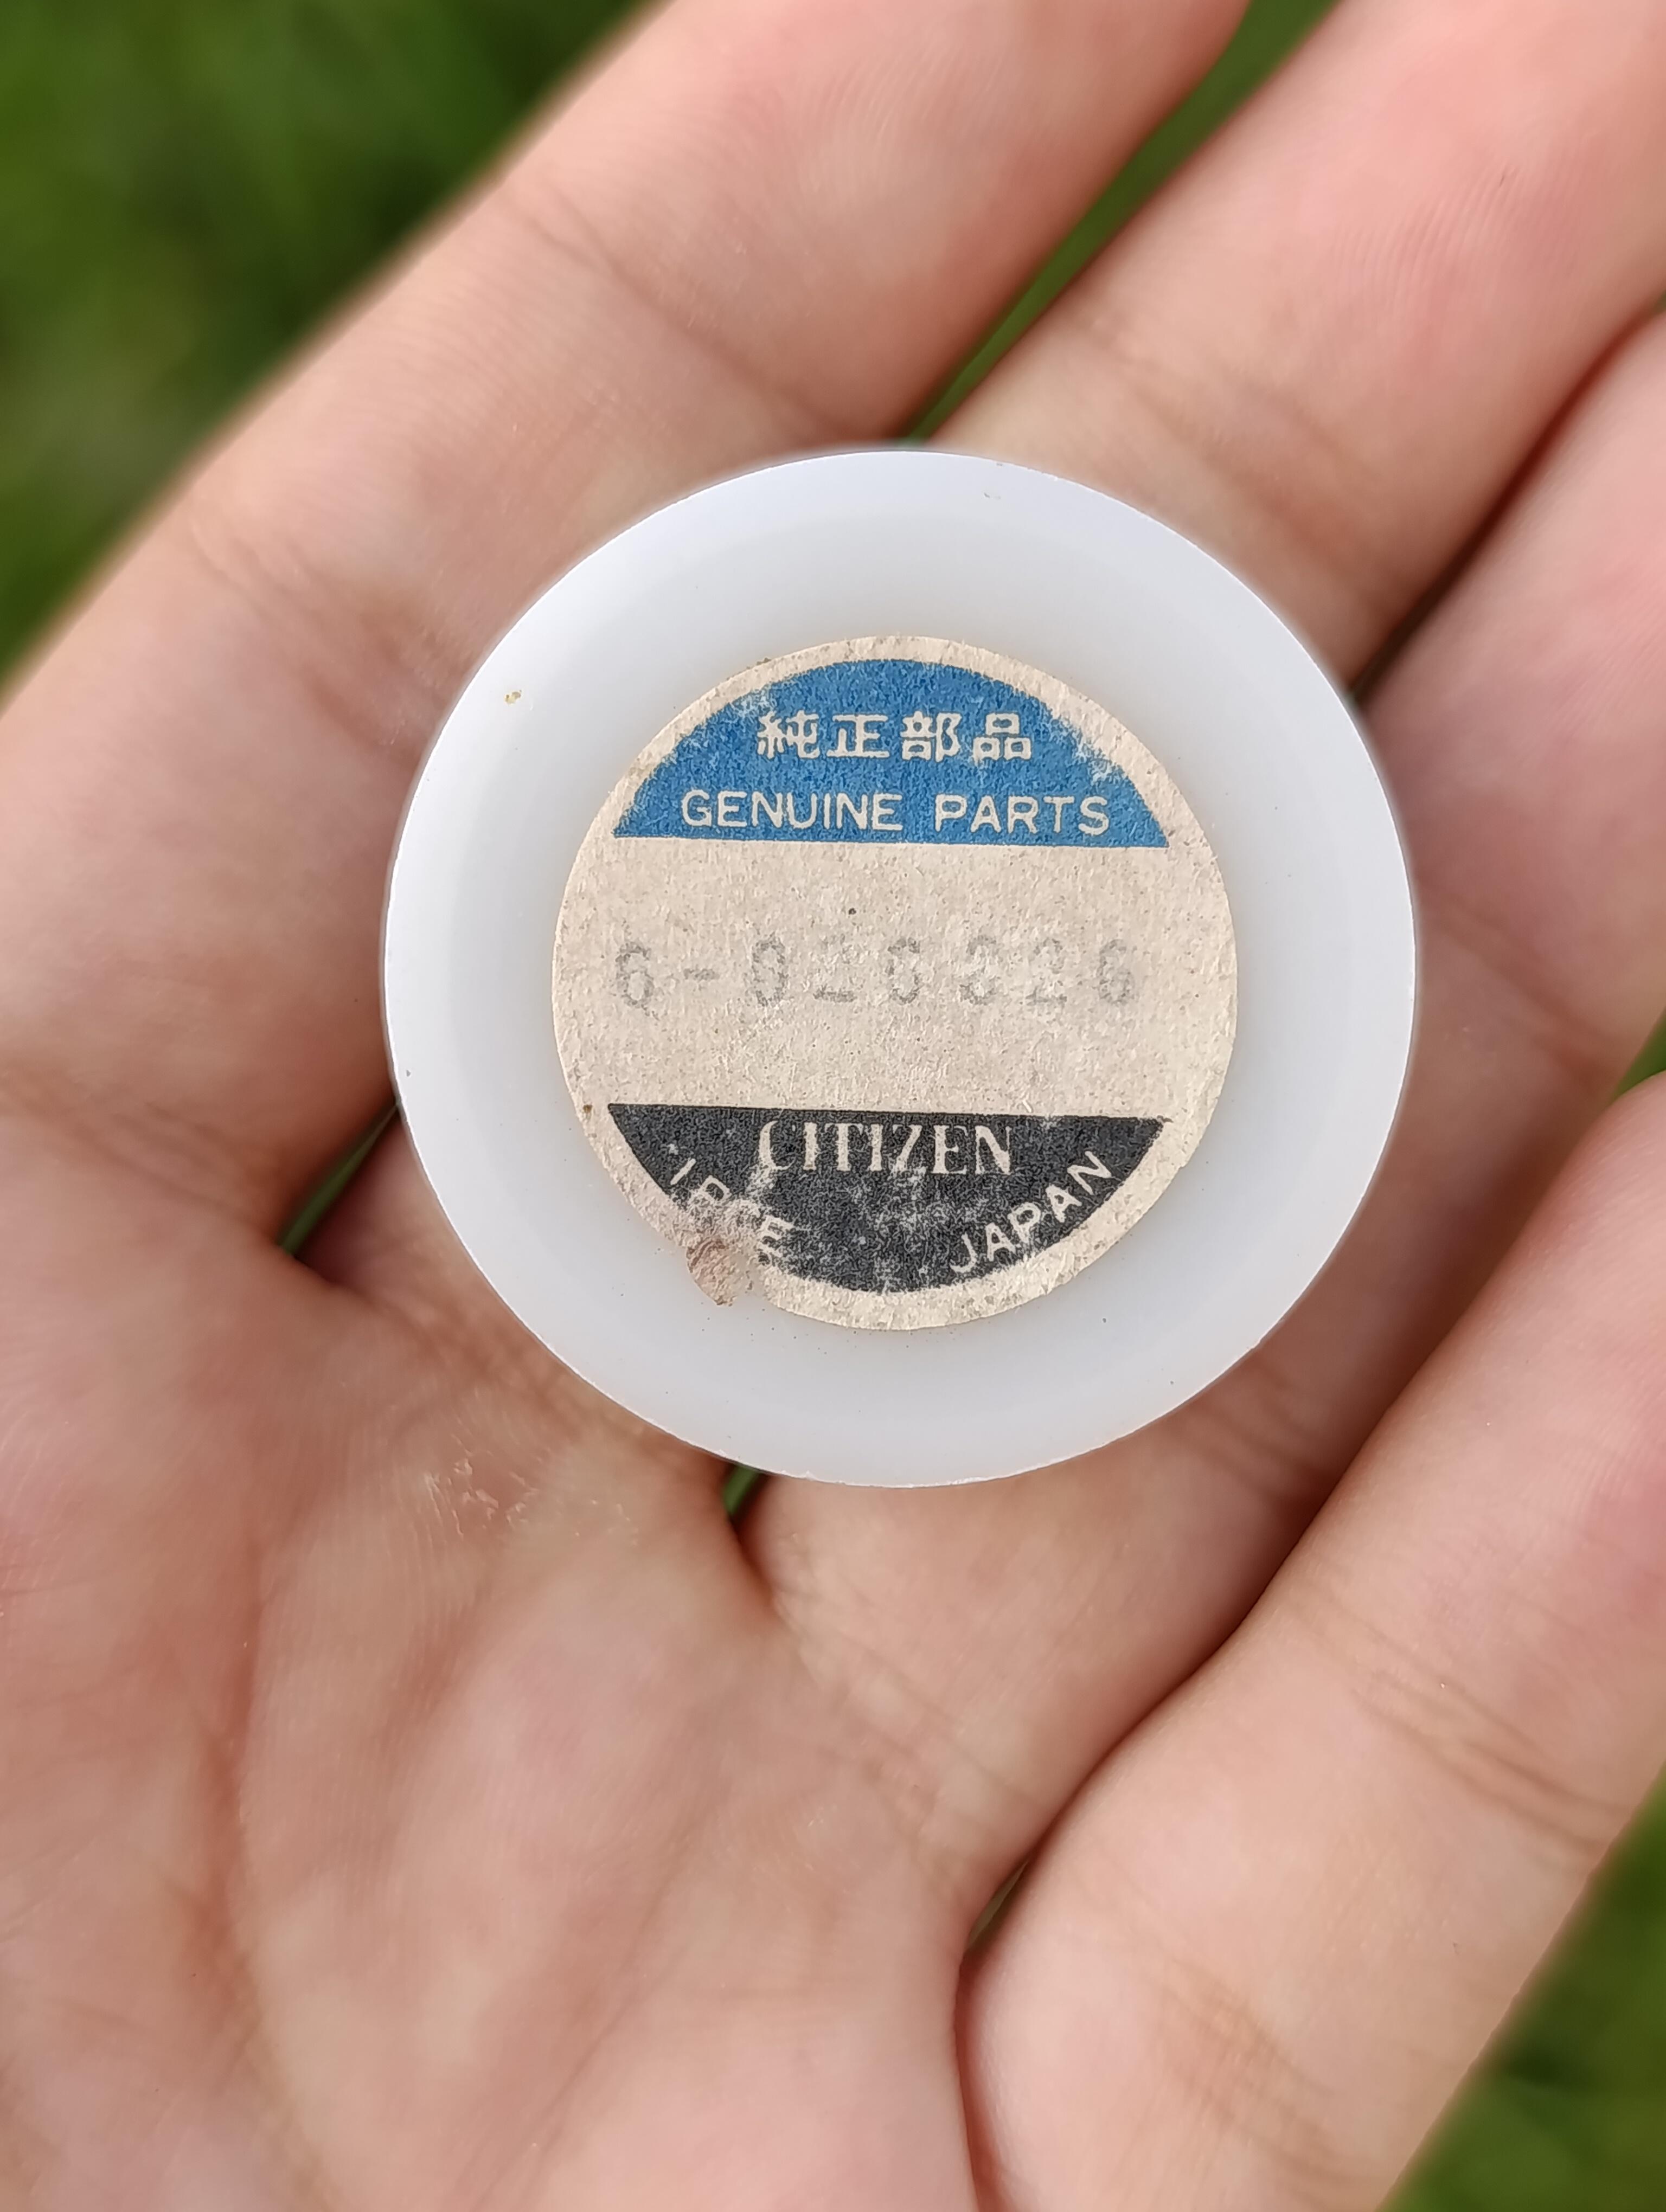 純正部品
GENUINE PARTS
CITIZEN
JAPAN